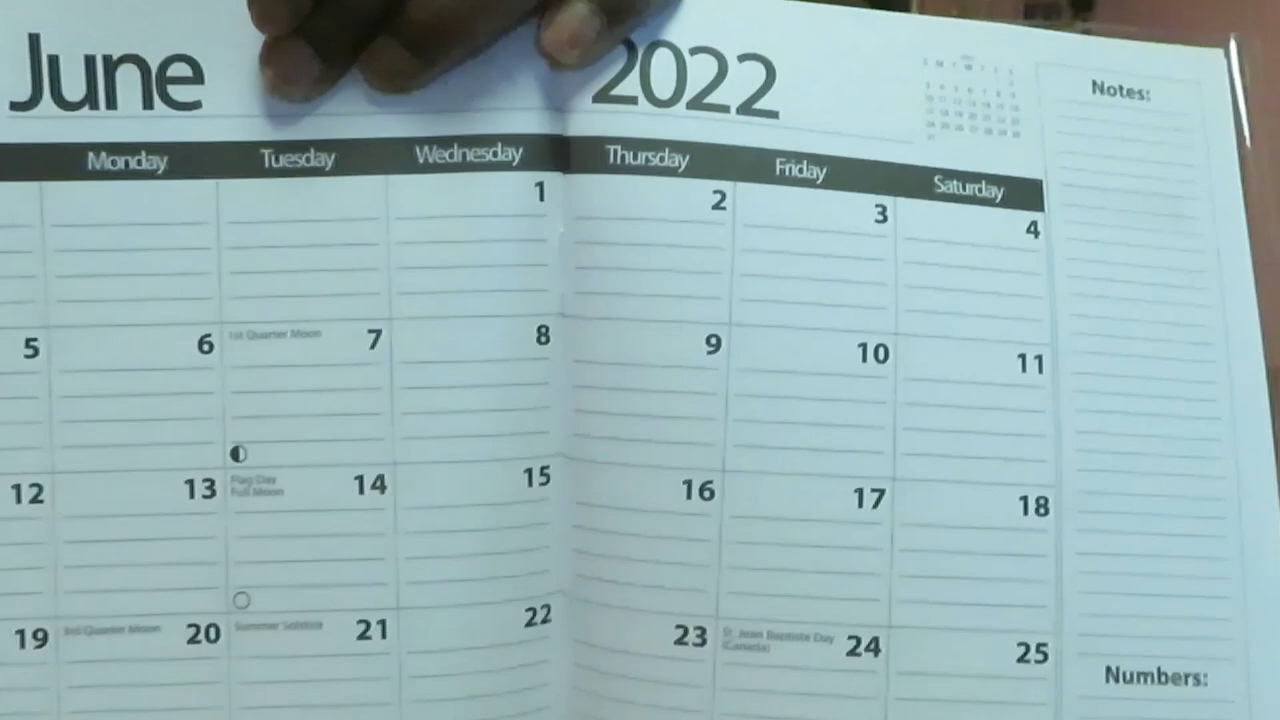 June 2022
Notes:
Monday Tuesday Wednesday Thursday Friday Saturday
1 2 3 4
5 6 1st Quarter Moon 7 8 9 10 11
12 13 Flag Day 14 15 16 17 18
Full Moon
19 3rd Quarter Moon 20 Summer Solstice 21 22 23 St. Jean Baptiste Day 24 25
(Canada)
Numbers: